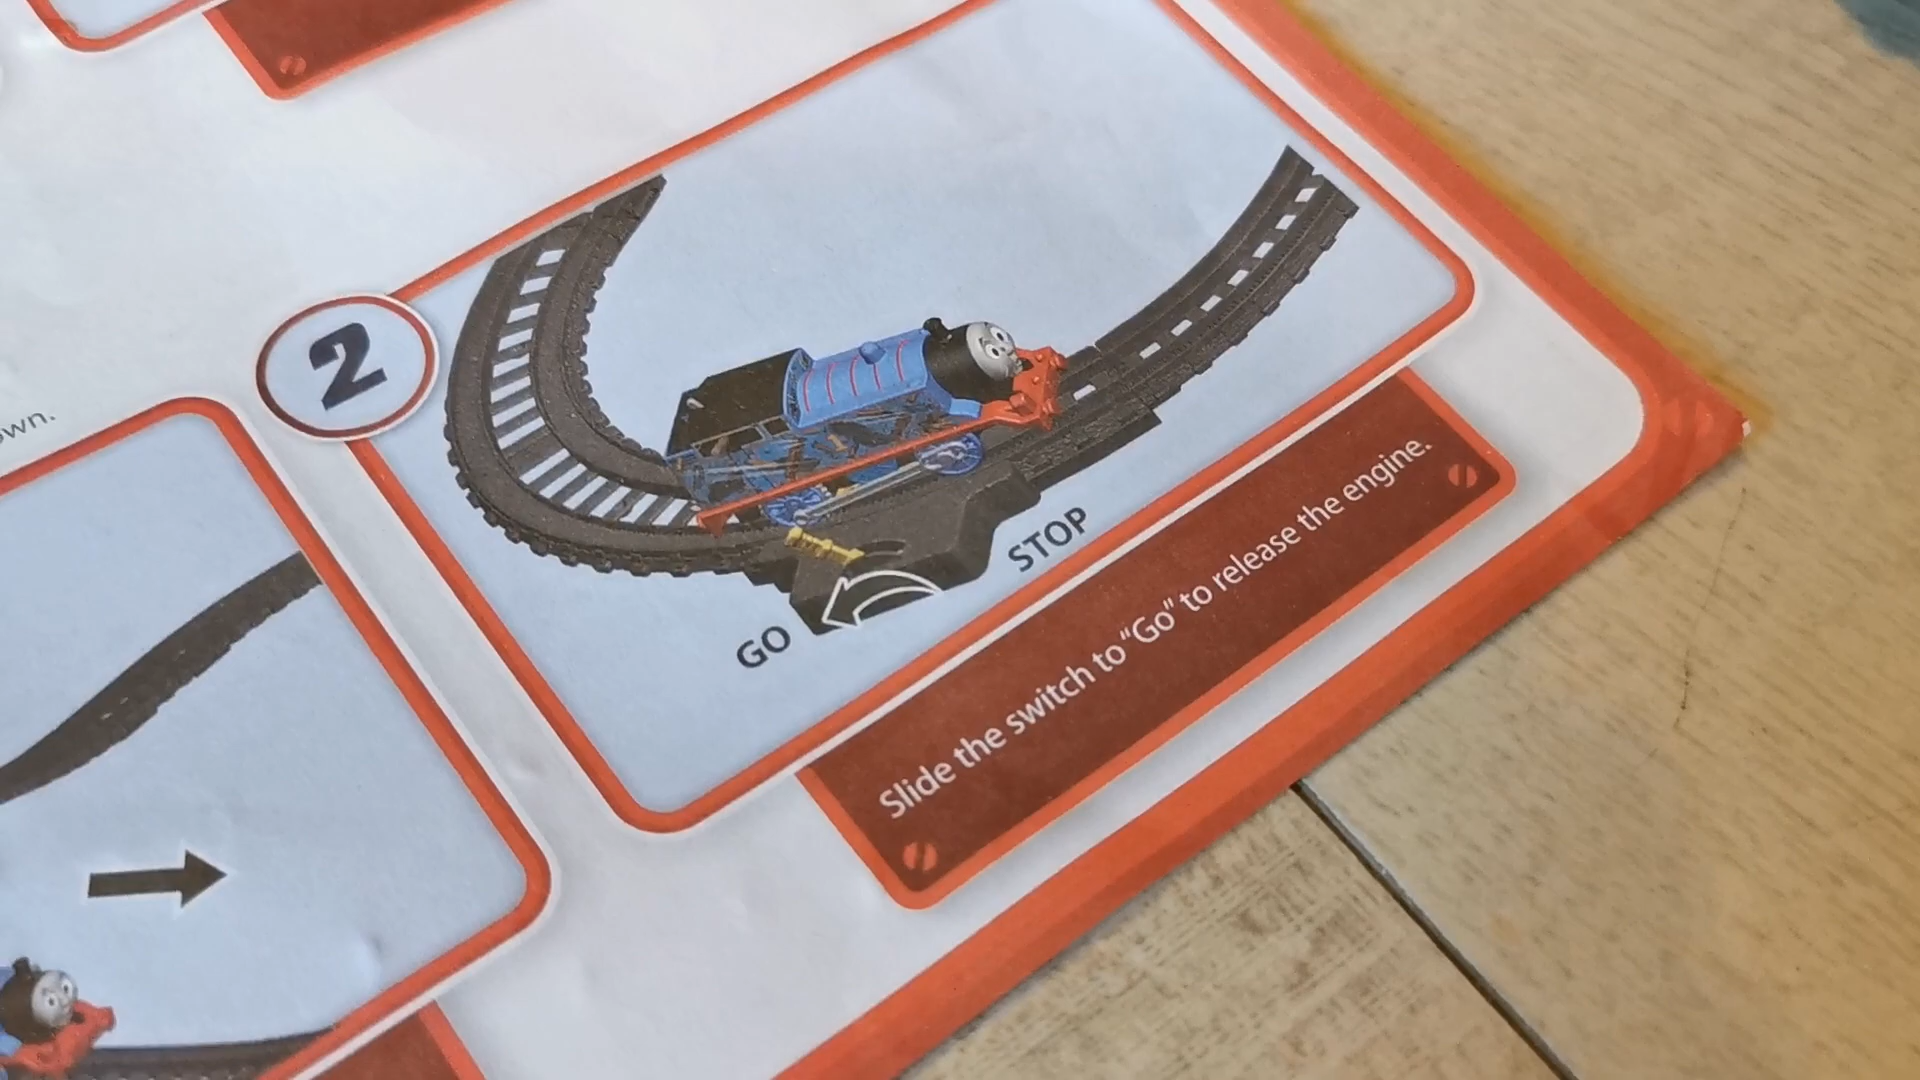 2
GO
STOP
Slide the switch to "Go" to release the engine.